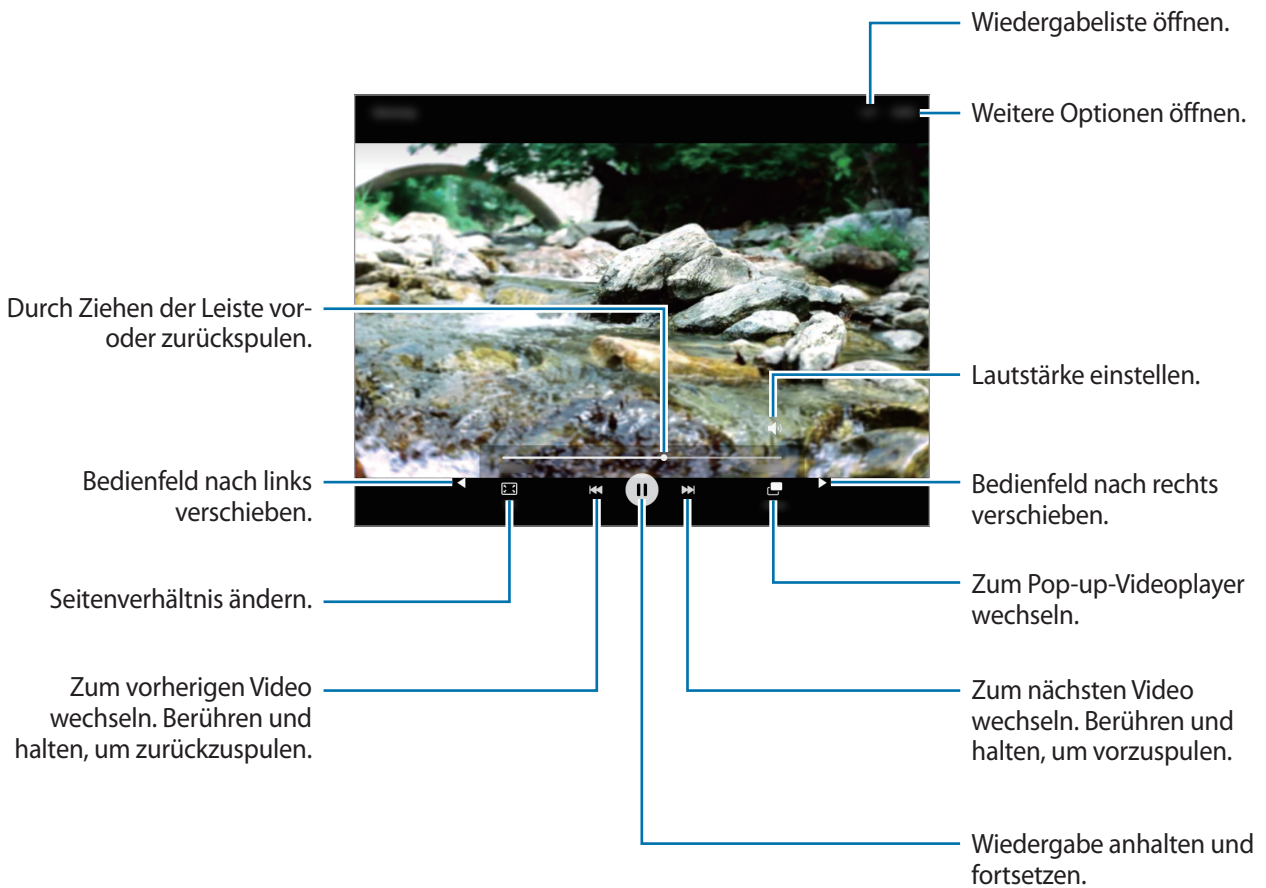 Wiedergabeliste öffnen.
Weitere Optionen öffnen.
Durch Ziehen der Leiste vor-
oder zurückspulen.
Lautstärke einstellen.
Bedienfeld nach links
verschieben.
Bedienfeld nach rechts
verschieben.
Seitenverhältnis ändern.
Zum Pop-up-Videoplayer
wechseln.
Zum vorherigen Video
wechseln. Berühren und
halten, um zurückzuspulen.
Zum nächsten Video
wechseln. Berühren und
halten, um vorzuspulen.
Wiedergabe anhalten und
fortsetzen.